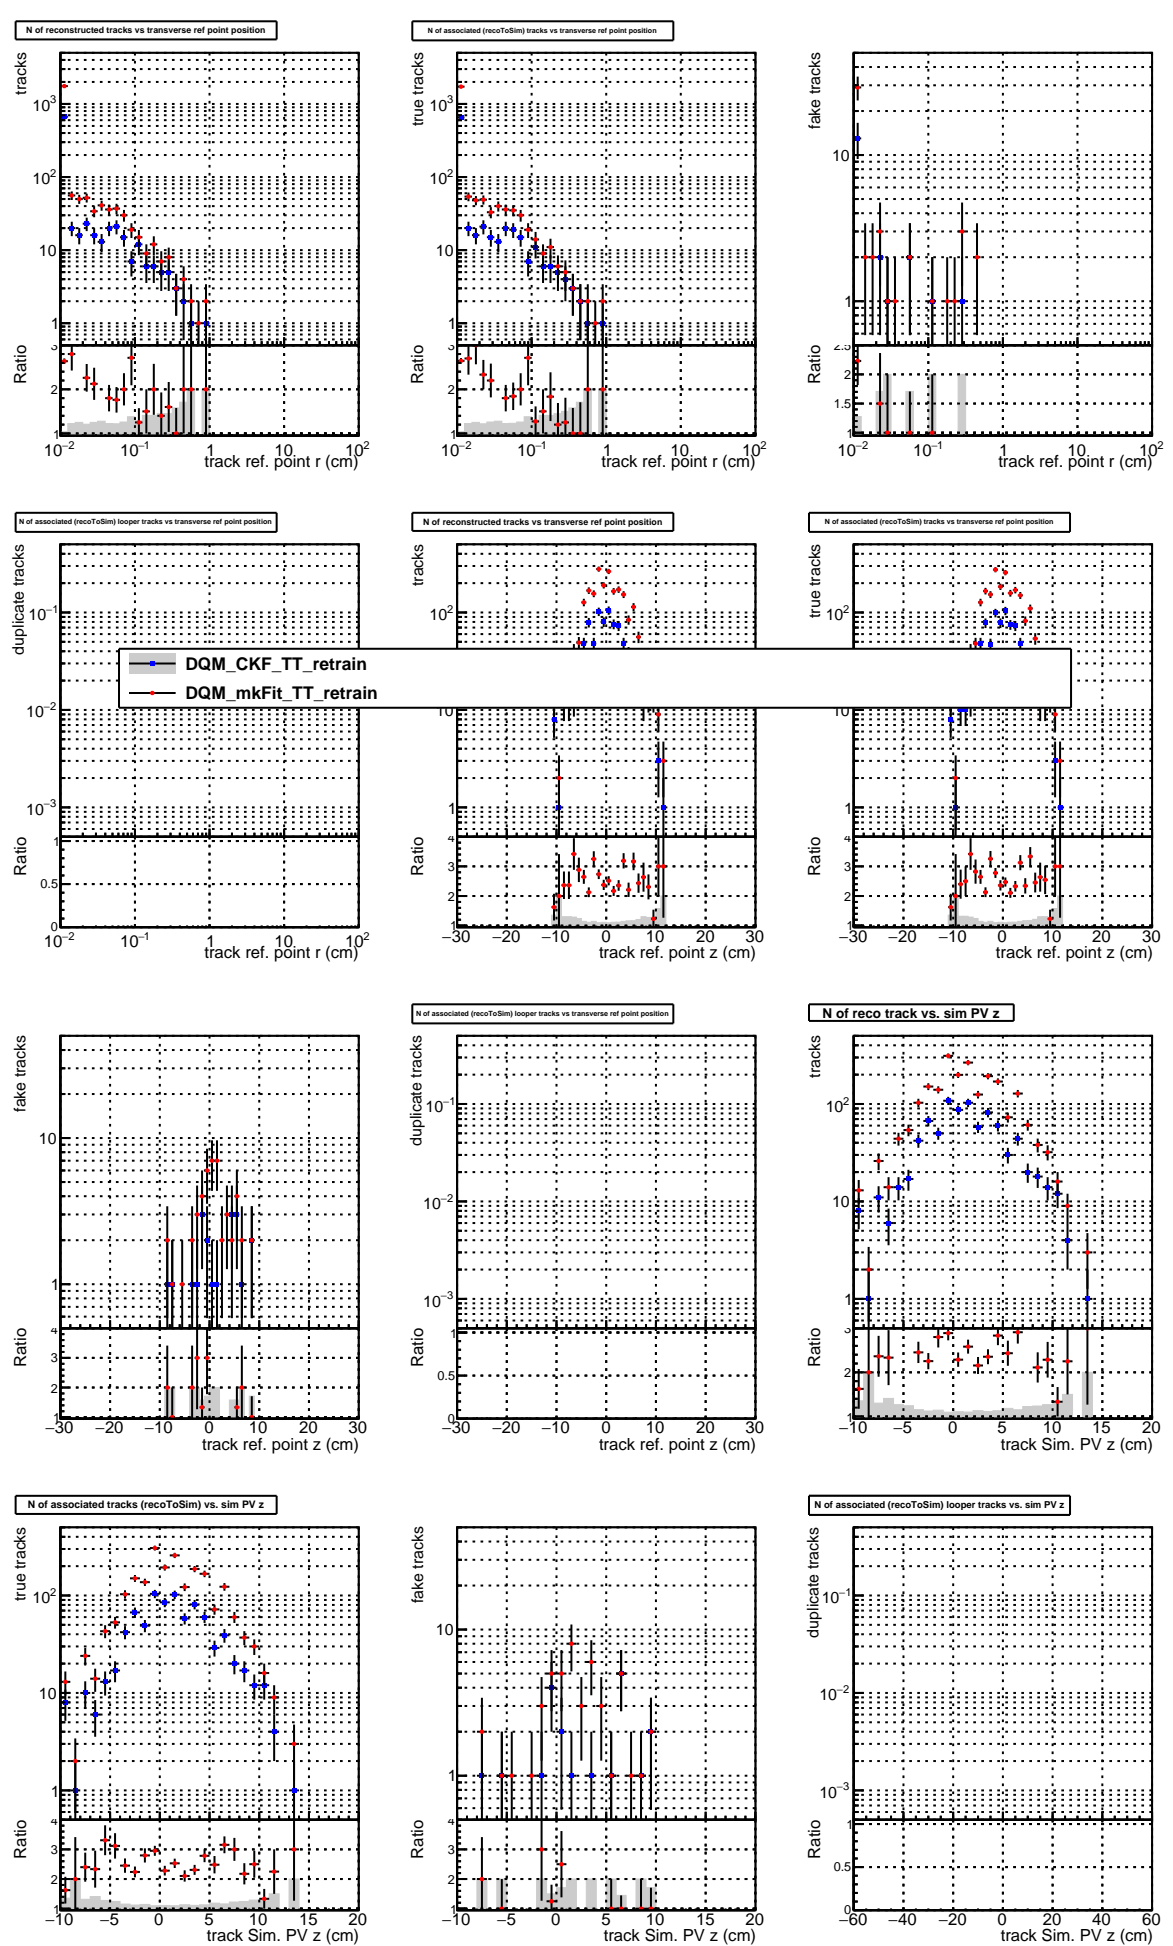 N of reconstructed tracks vs transverse ref point position
N of associated (recoToSim) tracks vs transverse ref point position
tracks
true tracks
fake tracks
10³
10²
10
1
10³
10²
10
1
10
1
Ratio
3
2
1
Ratio
3
2
1
Ratio
2.5
2
1.5
1
10⁻² 10⁻¹ 1 10 10²
10⁻² 10⁻¹ 1 10 10²
10⁻² 10⁻¹ 1 10 10²
track ref. point r (cm)
track ref. point r (cm)
track ref. point r (cm)
N of associated (recoToSim) looper tracks vs transverse ref point position
N of reconstructed tracks vs transverse ref point position
N of associated (recoToSim) tracks vs transverse ref point position
duplicate tracks
tracks
true tracks
10⁻¹
10⁻²
10⁻³
10²
10
1
10²
10
1
DQM_CKF_TT_retrain
DQM_mkFit_TT_retrain
Ratio
1
0.5
0
Ratio
4
3
2
1
Ratio
4
3
2
1
10⁻² 10⁻¹ 1 10 10²
−30 −20 −10 0 10 20 30
−30 −20 −10 0 10 20 30
track ref. point r (cm)
track ref. point z (cm)
track ref. point z (cm)
N of associated (recoToSim) looper tracks vs transverse ref point position
N of reco track vs. sim PV z
fake tracks
duplicate tracks
tracks
10
1
10⁻¹
10⁻²
10⁻³
10²
10
1
Ratio
4
3
2
1
Ratio
1
0.5
0
Ratio
3
2
1
−30 −20 −10 0 10 20 30
−30 −20 −10 0 10 20 30
−10 −5 0 5 10 15 20
track ref. point z (cm)
track ref. point z (cm)
track Sim. PV z (cm)
N of associated tracks (recoToSim) vs. sim PV z
N of associated (recoToSim) looper tracks vs. sim PV z
true tracks
fake tracks
duplicate tracks
10²
10
1
10
1
10⁻¹
10⁻²
10⁻³
Ratio
4
3
2
1
Ratio
4
3
2
1
Ratio
1
0.5
0
−10 −5 0 5 10 15 20
−10 −5 0 5 10 15 20
−60 −40 −20 0 20 40 60
track Sim. PV z (cm)
track Sim. PV z (cm)
track Sim. PV z (cm)